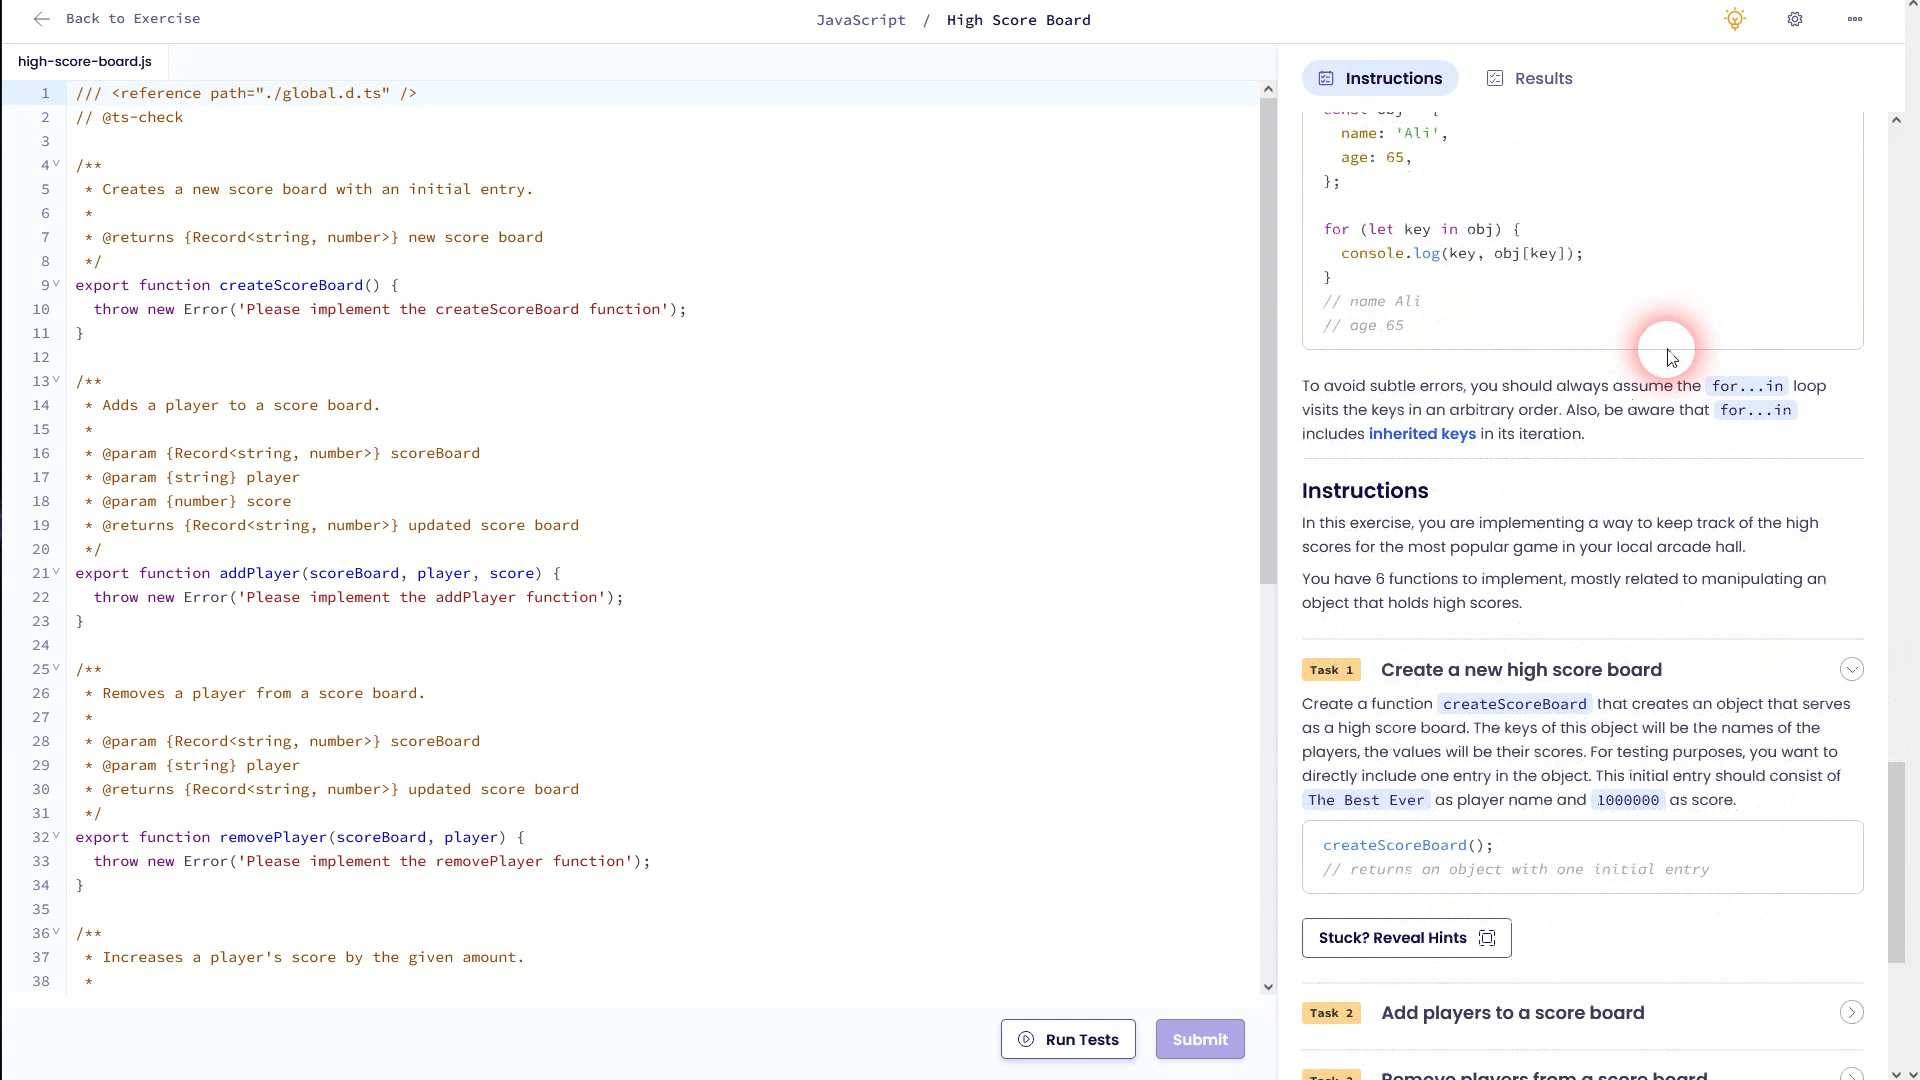 Back to Exercise
JavaScript / High Score Board
high-score-board.js
1 /// <reference path="./global.d.ts" />
2 // @ts-check
3
4 /**
5 * Creates a new score board with an initial entry.
6 *
7 * @returns {Record<string, number>} new score board
8 */
9 export function createScoreBoard() {
10 throw new Error('Please implement the createScoreBoard function');
11 }
12
13 /**
14 * Adds a player to a score board.
15 *
16 * @param {Record<string, number>} scoreBoard
17 * @param {string} player
18 * @param {number} score
19 * @returns {Record<string, number>} updated score board
20 */
21 export function addPlayer(scoreBoard, player, score) {
22 throw new Error('Please implement the addPlayer function');
23 }
24
25 /**
26 * Removes a player from a score board.
27 *
28 * @param {Record<string, number>} scoreBoard
29 * @param {string} player
30 * @returns {Record<string, number>} updated score board
31 */
32 export function removePlayer(scoreBoard, player) {
33 throw new Error('Please implement the removePlayer function');
34 }
35
36 /**
37 * Increases a player's score by the given amount.
38 *
Run Tests
Submit
Instructions
Results
const obj = {
name: 'Ali',
age: 65,
};
for (let key in obj) {
console.log(key, obj[key]);
}
// name Ali
// age 65
To avoid subtle errors, you should always assume the for...in loop
visits the keys in an arbitrary order. Also, be aware that for...in
includes inherited keys in its iteration.
Instructions
In this exercise, you are implementing a way to keep track of the high
scores for the most popular game in your local arcade hall.
You have 6 functions to implement, mostly related to manipulating an
object that holds high scores.
Task 1 Create a new high score board
Create a function createScoreBoard that creates an object that serves
as a high score board. The keys of this object will be the names of the
players, the values will be their scores. For testing purposes, you want to
directly include one entry in the object. This initial entry should consist of
The Best Ever as player name and 1000000 as score.
createScoreBoard();
// returns an object with one initial entry
Stuck? Reveal Hints
Task 2 Add players to a score board
Task 3 Remove players from a score board